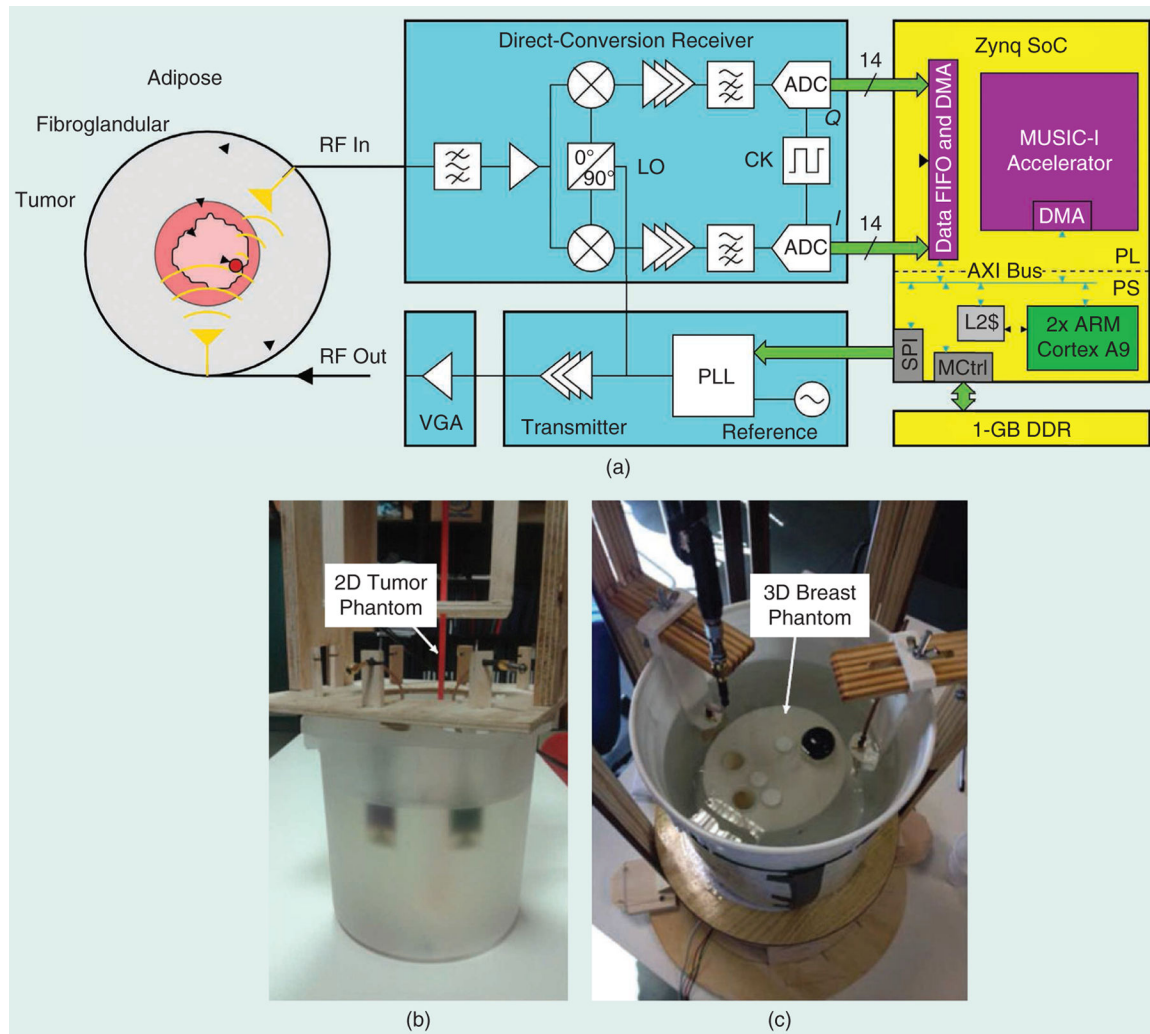 Direct-Conversion Receiver
Zynq SoC
Adipose
Fibroglandular
Tumor
RF In
RF Out
0°
90°
LO
ADC
Q
CK
I
ADC
14
14
Data FIFO and DMA
MUSIC-I
Accelerator
DMA
PL
AXI Bus
PS
L2$
2x ARM
Cortex A9
SPI
MCtrl
1-GB DDR
VGA
Transmitter
PLL
Reference
(a)
2D Tumor
Phantom
3D Breast
Phantom
(b)
(c)